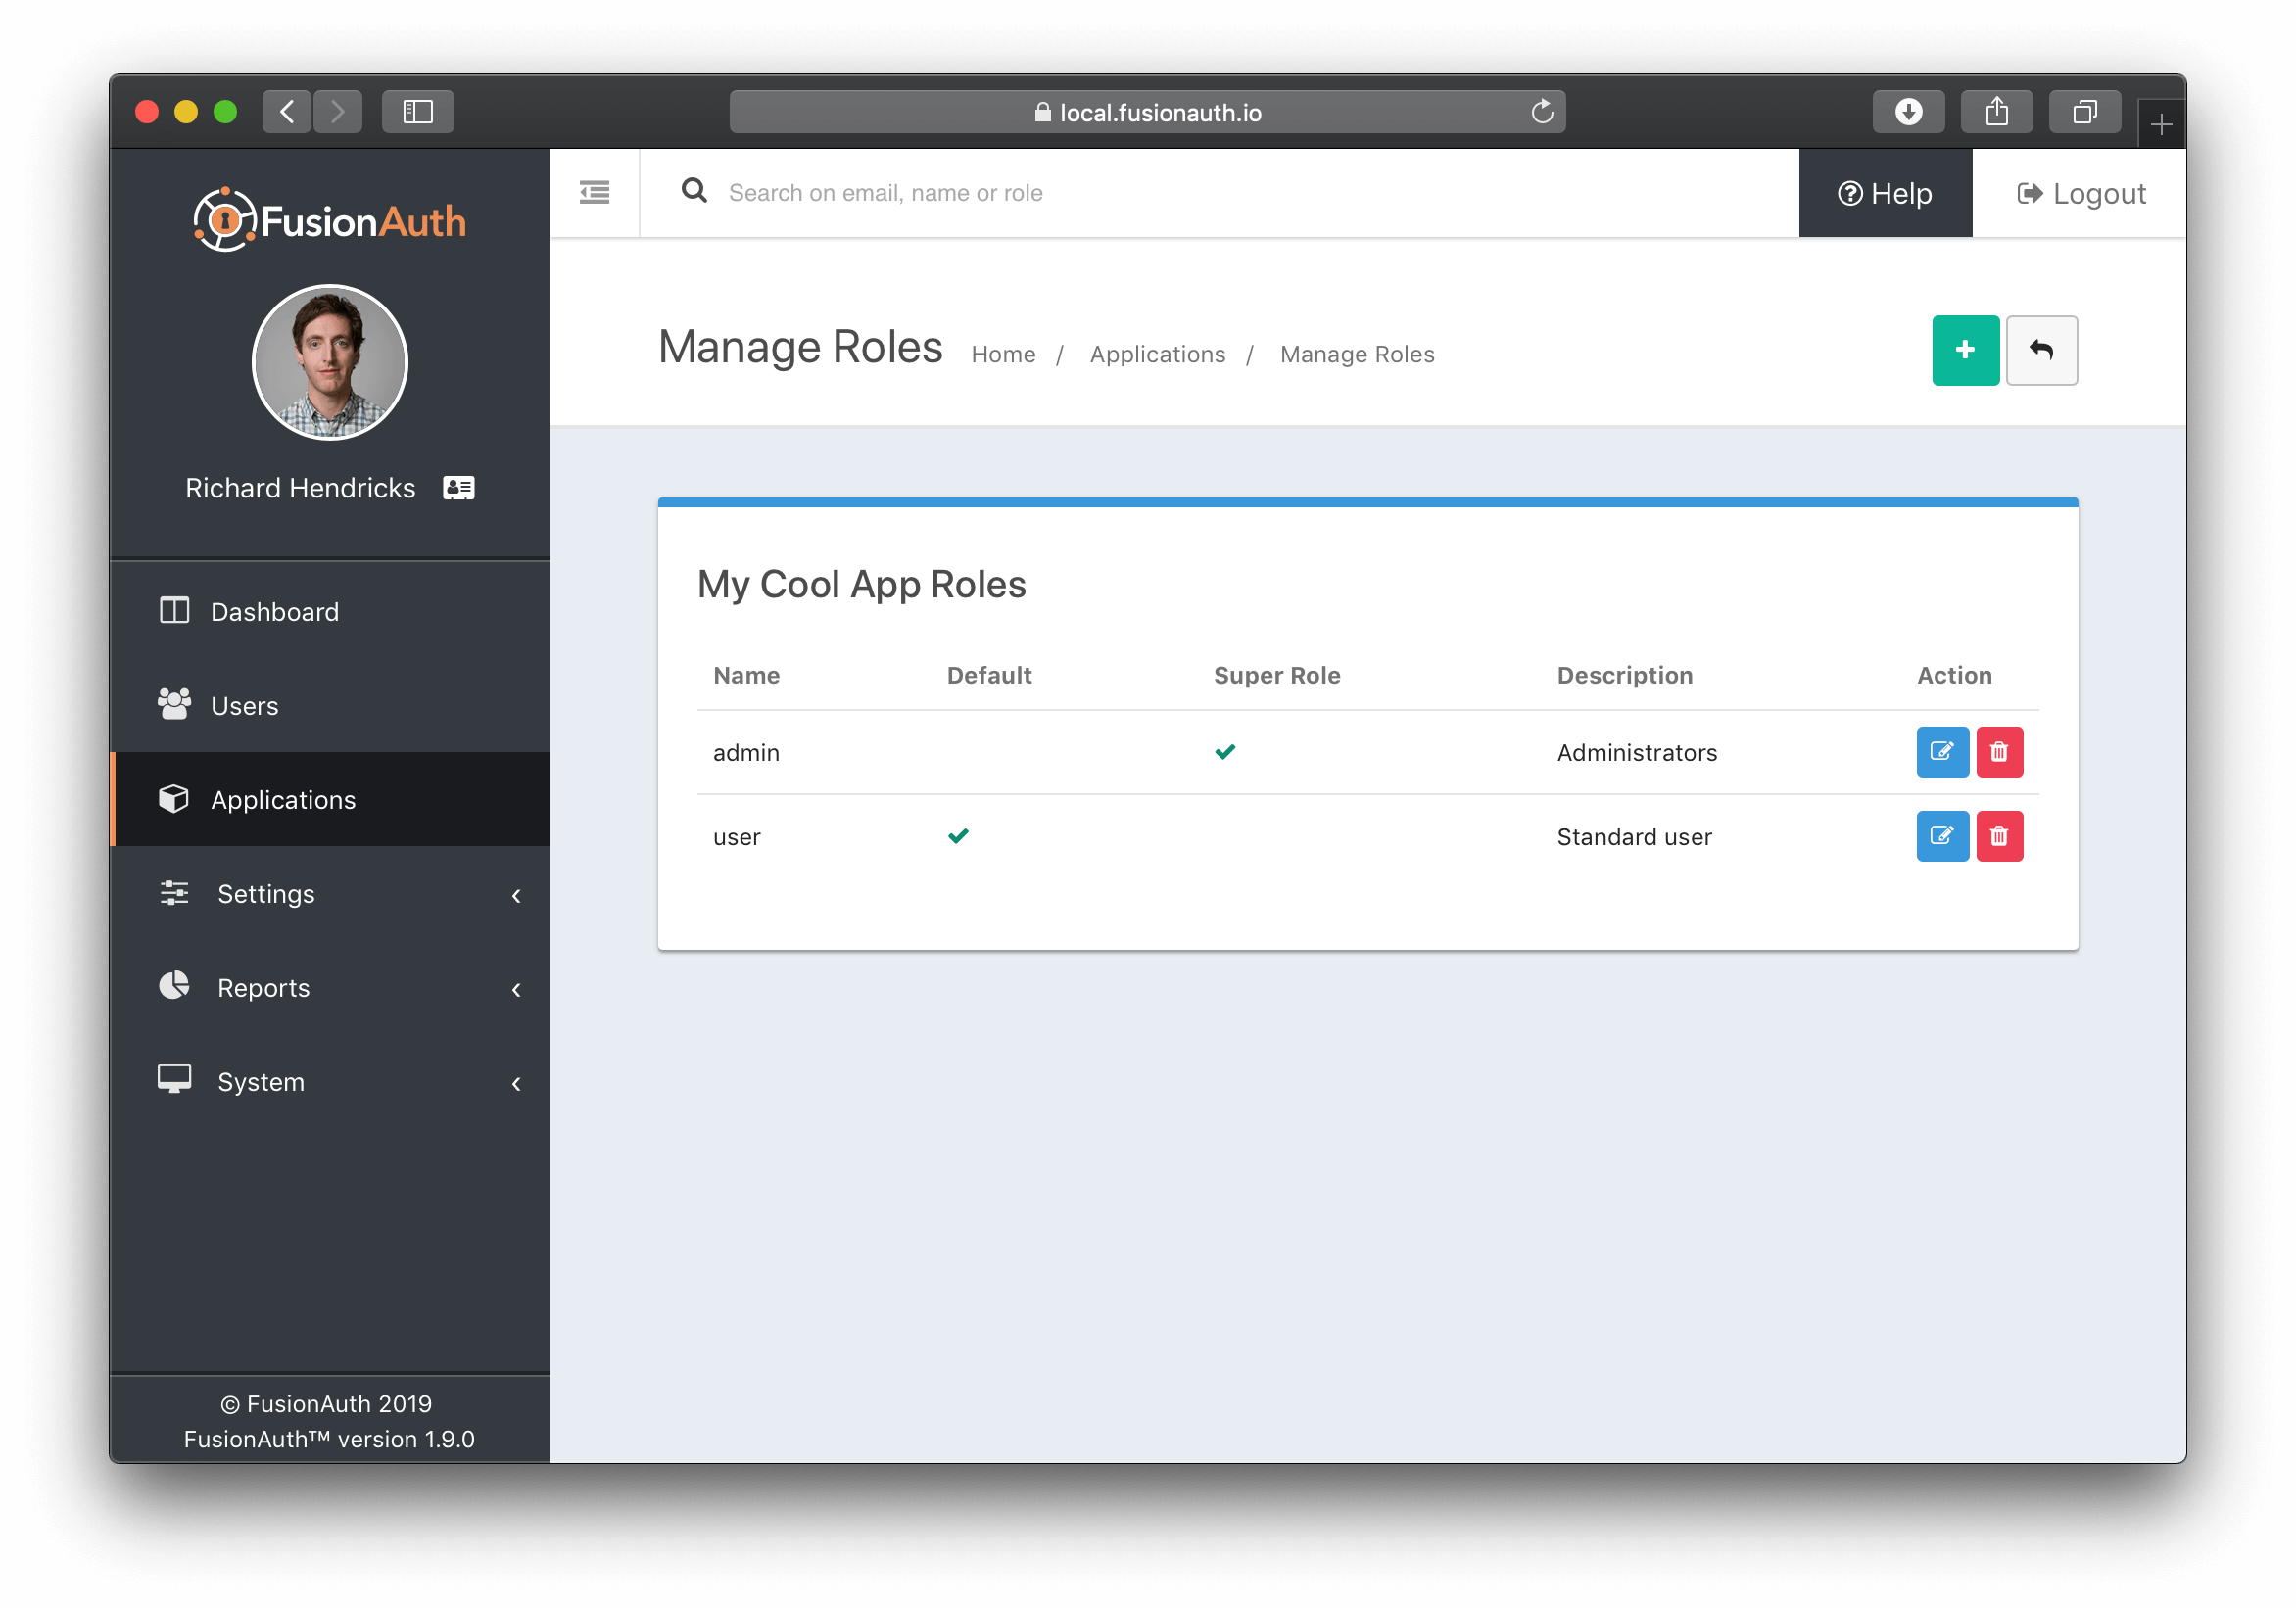 local.fusionauth.io
FusionAuth
Richard Hendricks
Dashboard
Users
Applications
Settings
Reports
System
© FusionAuth 2019
FusionAuth™ version 1.9.0
Search on email, name or role
Help
Logout
Manage Roles
Home / Applications / Manage Roles
My Cool App Roles
Name Default Super Role Description Action
admin Administrators
user Standard user